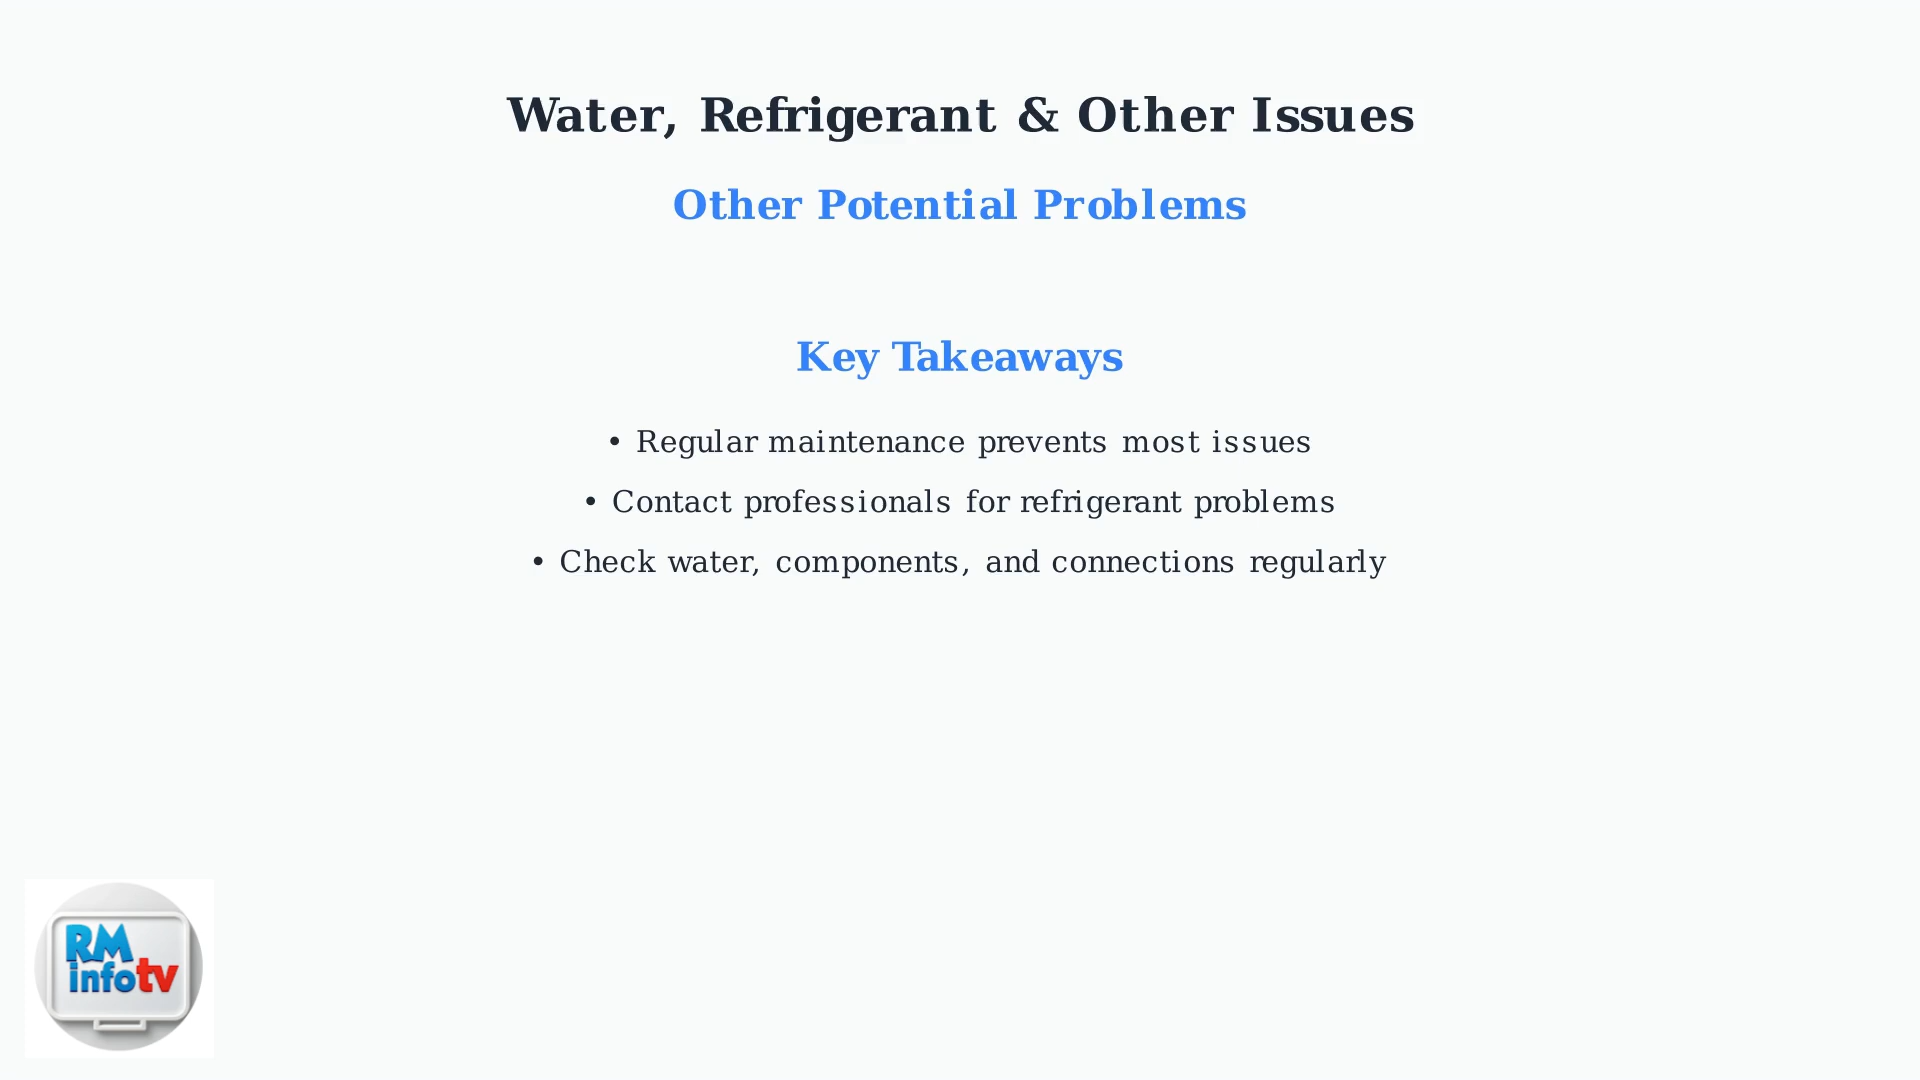 Water, Refrigerant & Other Issues
Other Potential Problems
Key Takeaways
• Regular maintenance prevents most issues
• Contact professionals for refrigerant problems
• Check water, components, and connections regularly
RM
infotv